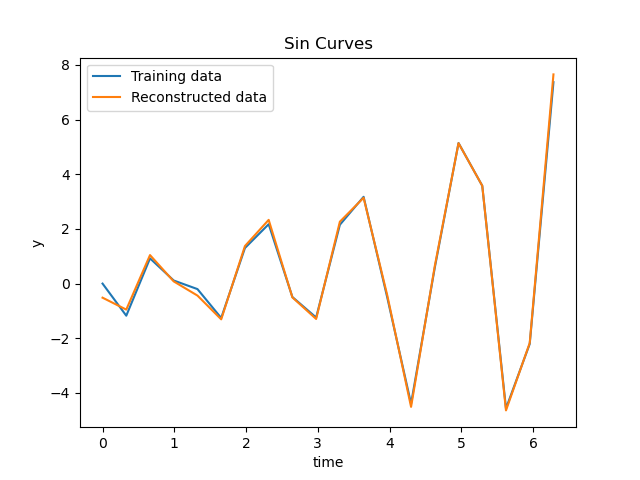 Sin Curves
Training data
Reconstructed data
8
6
4
2
0
−2
−4
y
0 1 2 3 4 5 6
time